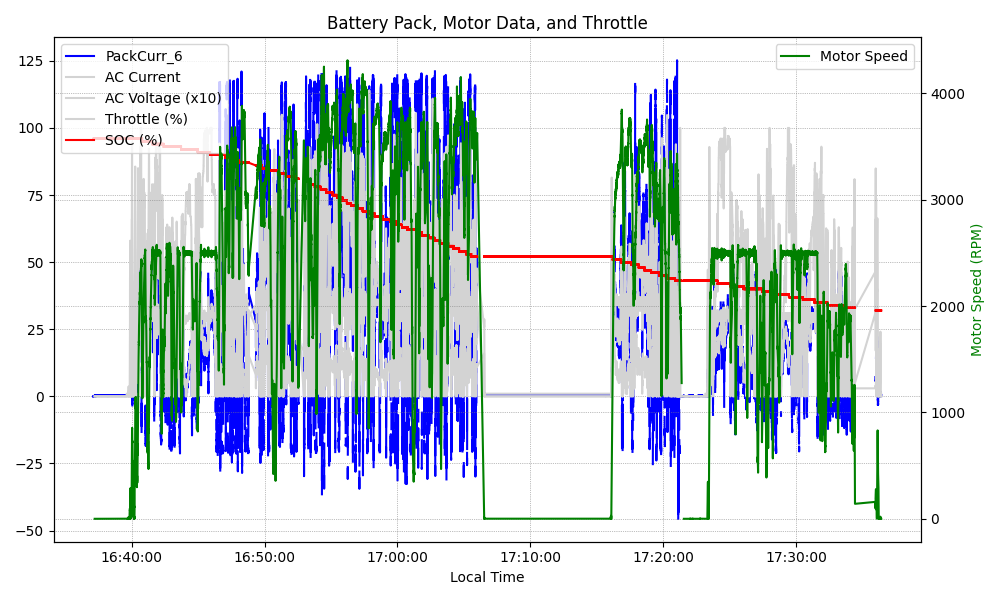 Battery Pack, Motor Data, and Throttle
PackCurr_6
AC Current
AC Voltage (x10)
Throttle (%)
SOC (%)
Motor Speed
125
100
75
50
25
0
−25
−50
4000
3000
2000
1000
0
Motor Speed (RPM)
16:40:00
16:50:00
17:00:00
17:10:00
17:20:00
17:30:00
Local Time